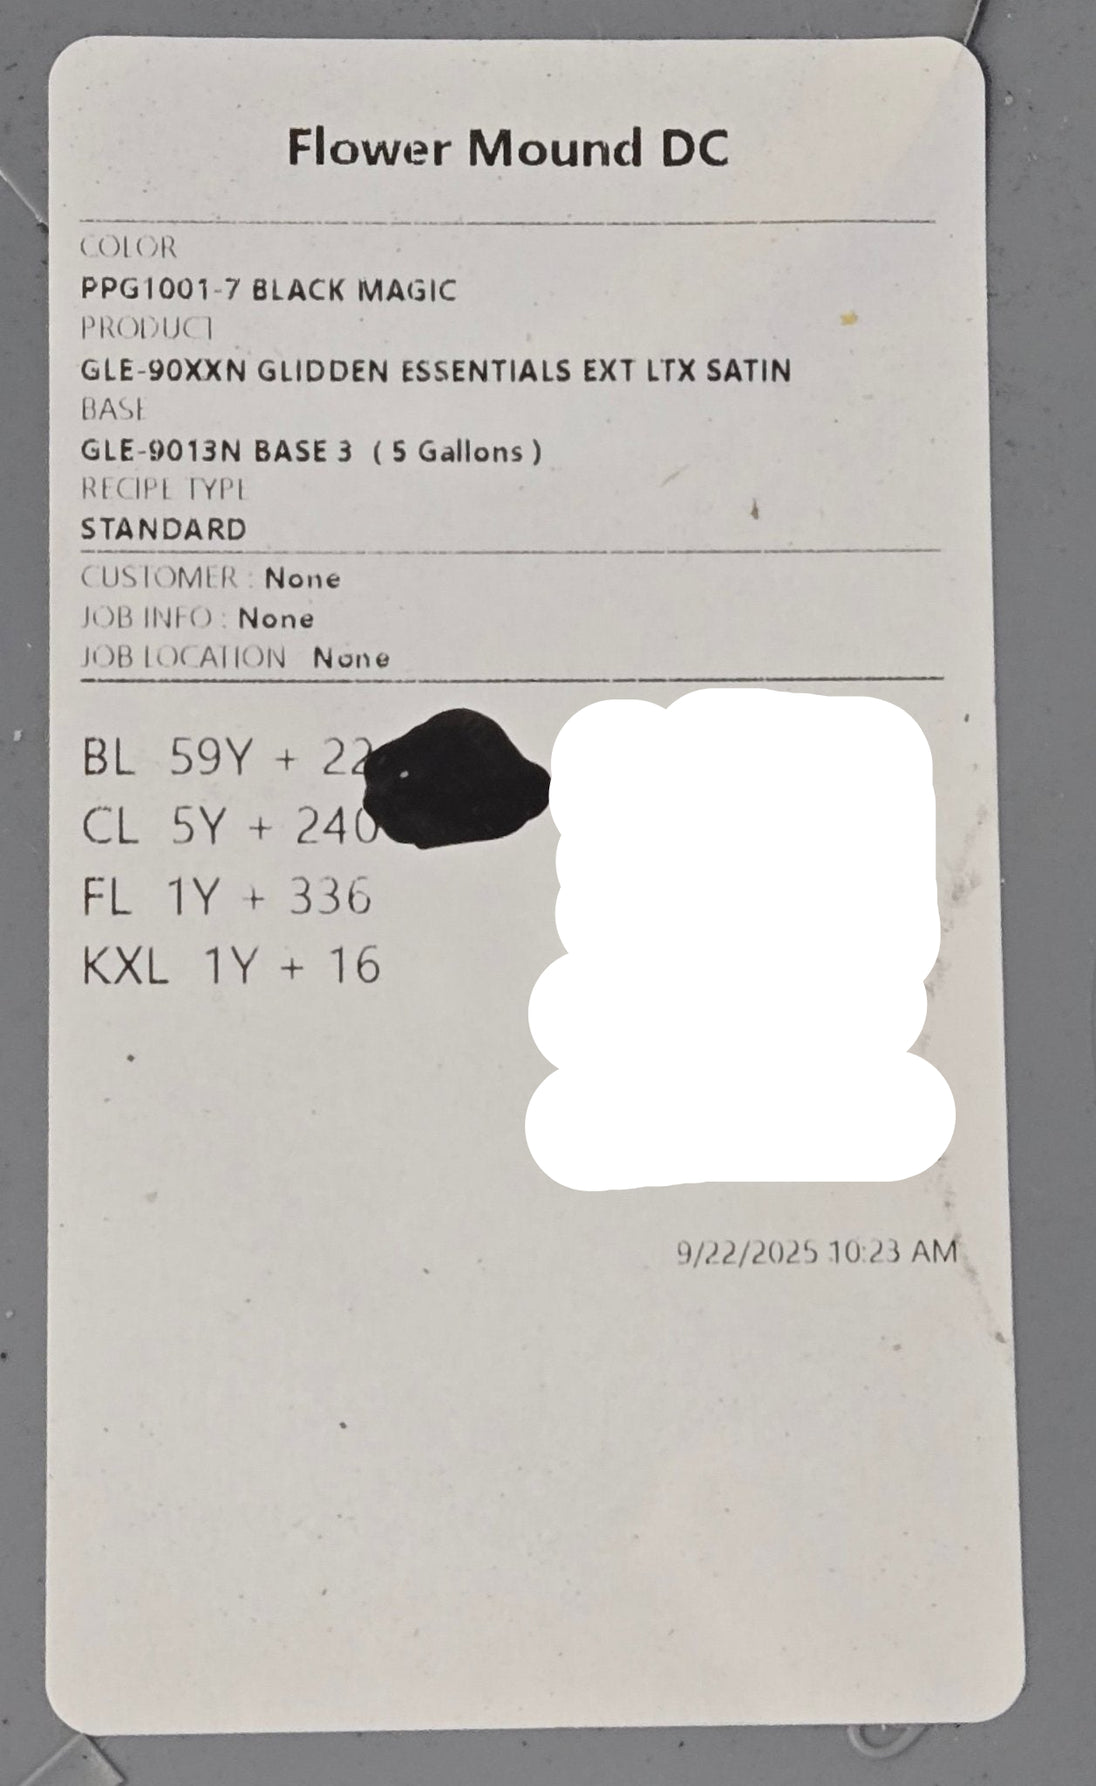 Flower Mound DC
COLOR
PPG1001-7 BLACK MAGIC
PRODUCT
GLE-90XXN GLIDDEN ESSENTIALS EXT LTX SATIN
BASE
GLE-9013N BASE 3 ( 5 Gallons )
RECIPE TYPE
STANDARD
CUSTOMER : None
JOB INFO : None
JOB LOCATION None
BL 59Y +
CL 5Y + 240
FL 1Y + 336
KXL 1Y + 16
9/22/2025 10:23 AM